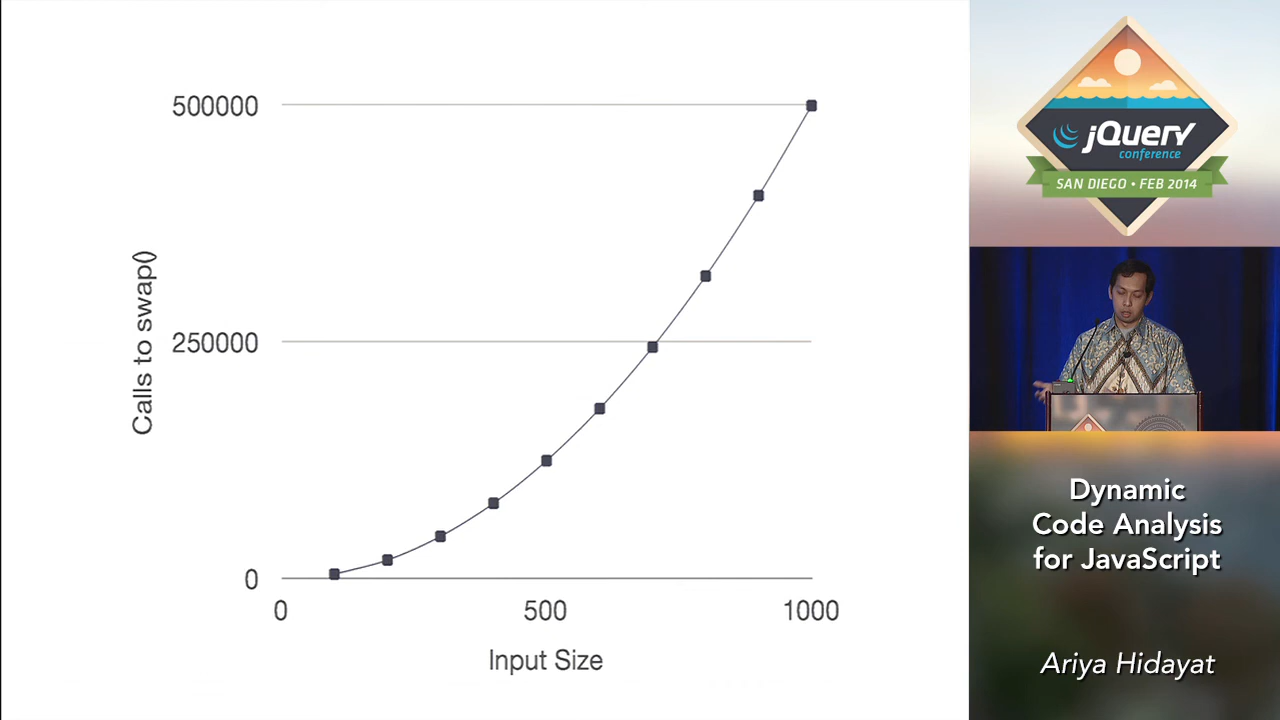 500000
250000
0
Calls to swap()
0
500
1000
Input Size
jQuery
conference
SAN DIEGO • FEB 2014
Dynamic
Code Analysis
for JavaScript
Ariya Hidayat